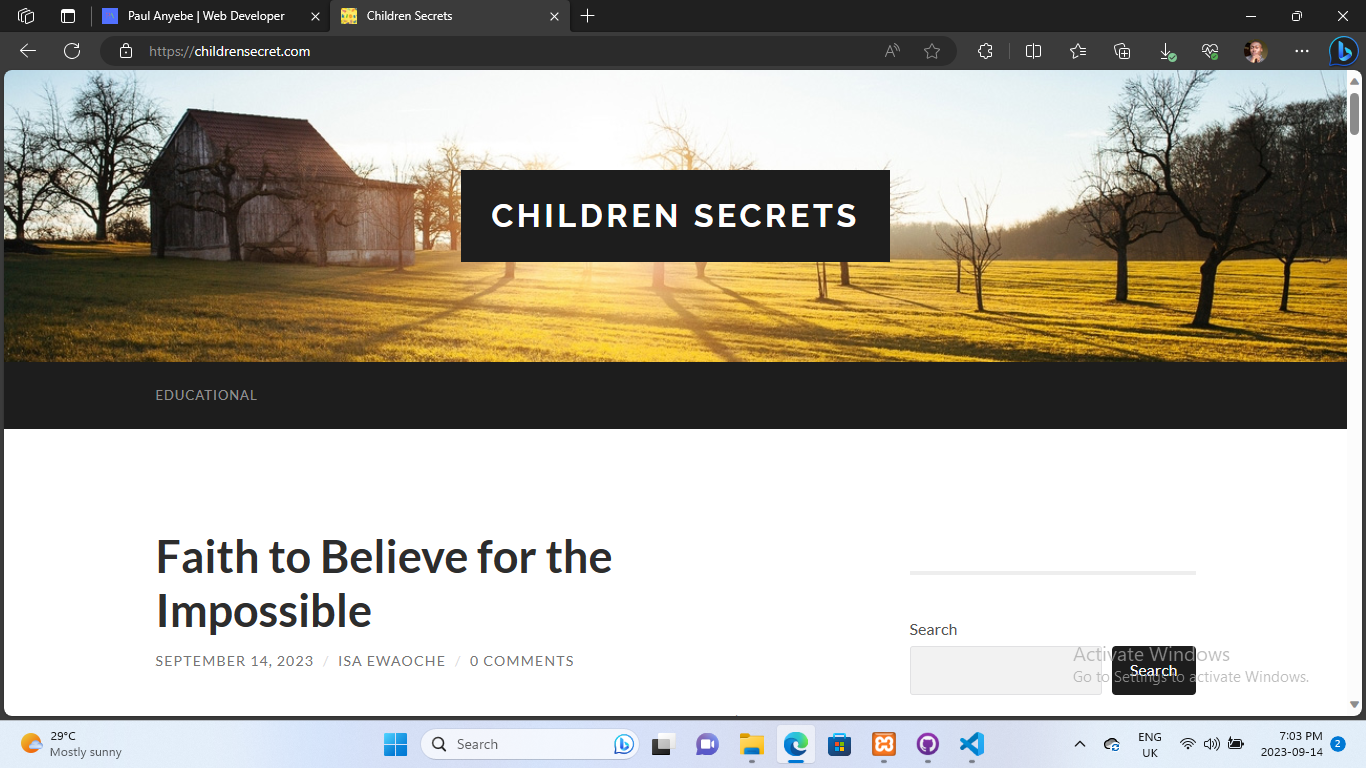 Paul Anyebe | Web Developer
Children Secrets
https://childrensecret.com
CHILDREN SECRETS
EDUCATIONAL
Faith to Believe for the
Impossible
SEPTEMBER 14, 2023 / ISA EWAOCHE / 0 COMMENTS
Search
Search
Activate Windows
Go to Settings to activate Windows.
29°C
Mostly sunny
Search
ENG
UK
7:03 PM
2023-09-14
2